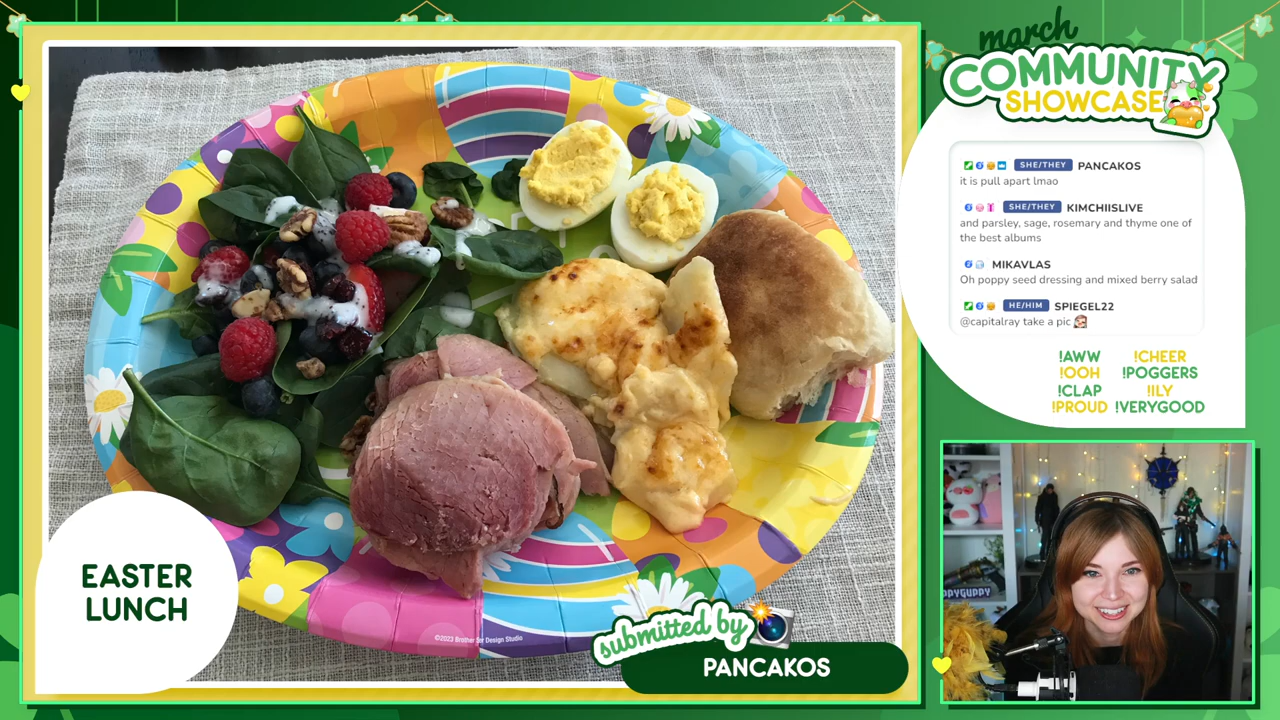 march
COMMUNITY
SHOWCASE
SHE/THEY PANCAKOS
it is pull apart lmao
SHE/THEY KIMCHIISLIVE
and parsley, sage, rosemary and thyme one of
the best albums
MIKAVLAS
Oh poppy seed dressing and mixed berry salad
HE/HIM SPIEGEL22
@capitalray take a pic
!AWW !CHEER
!OOH !POGGERS
!CLAP !ILY
!PROUD !VERYGOOD
EASTER
LUNCH
©2023 Design Studio
submitted by
PANCAKOS